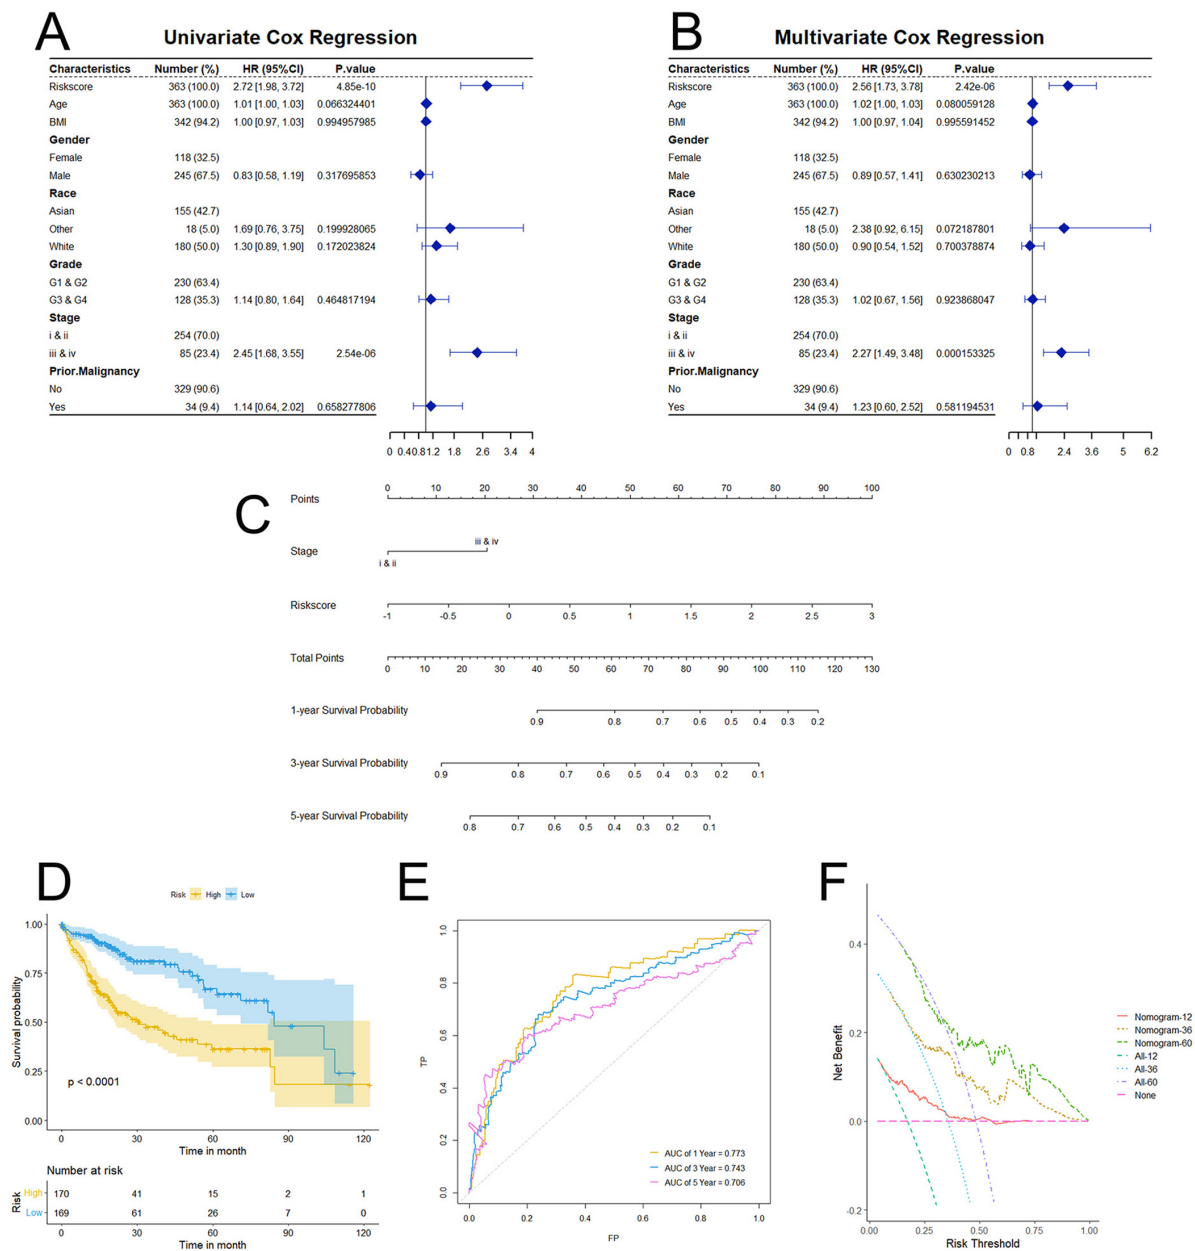 A
Univariate Cox Regression
Characteristics Number (%) HR (95%CI) P.value
Riskscore 363 (100.0) 2.72 [1.98, 3.72] 4.85e-10
Age 363 (100.0) 1.01 [1.00, 1.03] 0.066324401
BMI 342 (94.2) 1.00 [0.97, 1.03] 0.994957985
Gender
Female 118 (32.5)
Male 245 (67.5) 0.83 [0.58, 1.19] 0.317695853
Race
Asian 155 (42.7)
Other 18 (5.0) 1.69 [0.76, 3.75] 0.199928065
White 180 (50.0) 1.30 [0.89, 1.90] 0.172023824
Grade
G1 & G2 230 (63.4)
G3 & G4 128 (35.3) 1.14 [0.80, 1.64] 0.464817194
Stage
i & ii 254 (70.0)
iii & iv 85 (23.4) 2.45 [1.68, 3.55] 2.54e-06
Prior.Malignancy
No 329 (90.6)
Yes 34 (9.4) 1.14 [0.64, 2.02] 0.658277806
0 0.4 0.8 1.2 1.8 2.6 3.4 4
B
Multivariate Cox Regression
Characteristics Number (%) HR (95%CI) P.value
Riskscore 363 (100.0) 2.56 [1.73, 3.78] 2.42e-06
Age 363 (100.0) 1.02 [1.00, 1.03] 0.080059128
BMI 342 (94.2) 1.00 [0.97, 1.04] 0.995591452
Gender
Female 118 (32.5)
Male 245 (67.5) 0.89 [0.57, 1.41] 0.630230213
Race
Asian 155 (42.7)
Other 18 (5.0) 2.38 [0.92, 6.15] 0.072187801
White 180 (50.0) 0.90 [0.54, 1.52] 0.700378874
Grade
G1 & G2 230 (63.4)
G3 & G4 128 (35.3) 1.02 [0.67, 1.56] 0.923868047
Stage
i & ii 254 (70.0)
iii & iv 85 (23.4) 2.27 [1.49, 3.48] 0.000153325
Prior.Malignancy
No 329 (90.6)
Yes 34 (9.4) 1.23 [0.60, 2.52] 0.581194531
0 0.8 1.6 2.4 3.6 5 6.2
C
Points 0 10 20 30 40 50 60 70 80 90 100
Stage i & ii iii & iv
Riskscore -1 -0.5 0 0.5 1 1.5 2 2.5 3
Total Points 0 10 20 30 40 50 60 70 80 90 100 110 120 130
1-year Survival Probability 0.9 0.8 0.7 0.6 0.5 0.4 0.3 0.2
3-year Survival Probability 0.9 0.8 0.7 0.6 0.5 0.4 0.3 0.2 0.1
5-year Survival Probability 0.8 0.7 0.6 0.5 0.4 0.3 0.2 0.1
D
Risk High Low
Survival probability
1.00
0.75
0.50
0.25
0.00
p < 0.0001
0 30 60 90 120
Time in month
Number at risk
Risk
High 170 41 15 2 1
Low 169 61 26 7 0
0 30 60 90 120
Time in month
E
TP
1.0
0.8
0.6
0.4
0.2
0.0
AUC of 1 Year = 0.773
AUC of 3 Year = 0.743
AUC of 5 Year = 0.706
0.0 0.2 0.4 0.6 0.8 1.0
FP
F
Net Benefit
0.4
0.2
0.0
-0.2
0.00 0.25 0.50 0.75 1.00
Risk Threshold
Nomogram-12
Nomogram-36
Nomogram-60
All-12
All-36
All-60
None